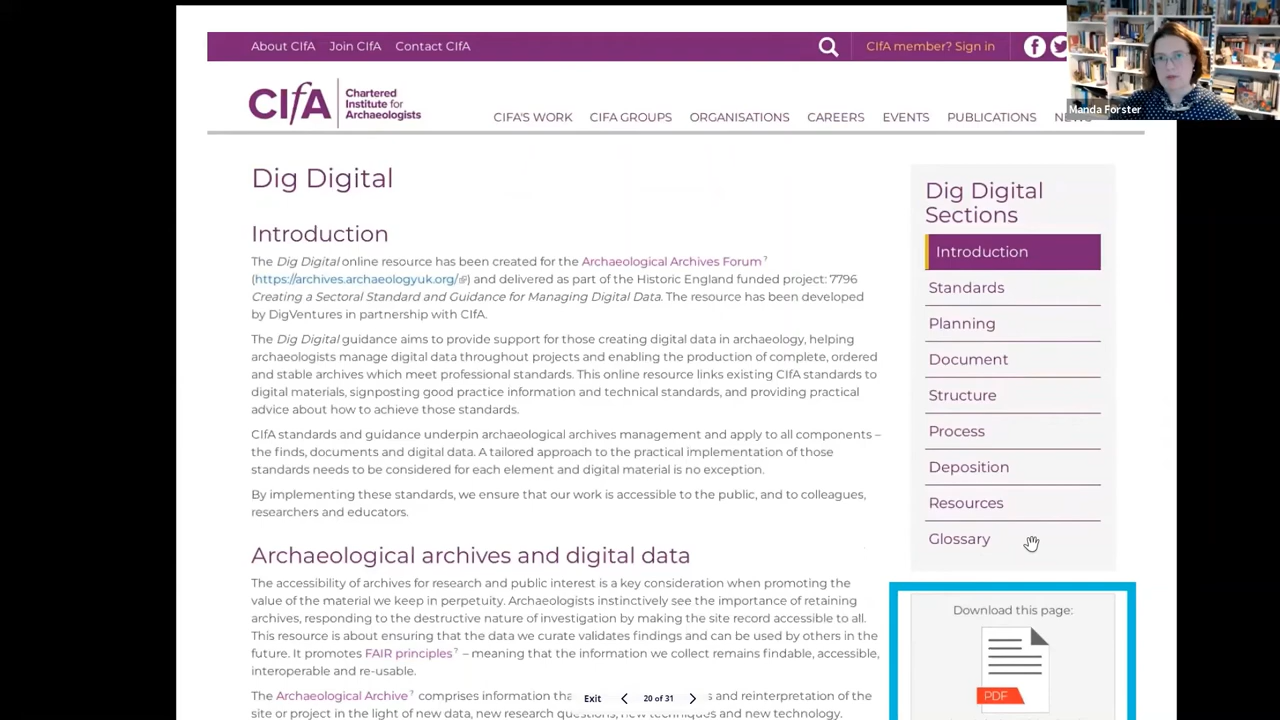 About CIfA Join CIfA Contact CIfA
CIfA member? Sign in
Manda Forster
CIfA Chartered
Institute for
Archaeologists
CIFA'S WORK CIFA GROUPS ORGANISATIONS CAREERS EVENTS PUBLICATIONS
Dig Digital
Introduction
The Dig Digital online resource has been created for the Archaeological Archives Forum ?
(https://archives.archaeologyuk.org/) and delivered as part of the Historic England funded project: 7796
Creating a Sectoral Standard and Guidance for Managing Digital Data. The resource has been developed
by DigVentures in partnership with CIfA.
The Dig Digital guidance aims to provide support for those creating digital data in archaeology, helping
archaeologists manage digital data throughout projects and enabling the production of complete, ordered
and stable archives which meet professional standards. This online resource links existing CIfA standards to
digital materials, signposting good practice information and technical standards, and providing practical
advice about how to achieve those standards.
CIfA standards and guidance underpin archaeological archives management and apply to all components –
the finds, documents and digital data. A tailored approach to the practical implementation of those
standards needs to be considered for each element and digital material is no exception.
By implementing these standards, we ensure that our work is accessible to the public, and to colleagues,
researchers and educators.
Archaeological archives and digital data
The accessibility of archives for research and public interest is a key consideration when promoting the
value of the material we keep in perpetuity. Archaeologists instinctively see the importance of retaining
archives, responding to the destructive nature of investigation by making the site record accessible to all.
This resource is about ensuring that the data we curate validates findings and can be used by others in the
future. It promotes FAIR principles ? – meaning that the information we collect remains findable, accessible,
interoperable and re-usable.
The Archaeological Archive ? comprises information s and reinterpretation of the
site or project in the light of new data, new research questions, new techniques and new technology.
Dig Digital
Sections
Introduction
Standards
Planning
Document
Structure
Process
Deposition
Resources
Glossary
Download this page:
PDF
Exit 20 of 31